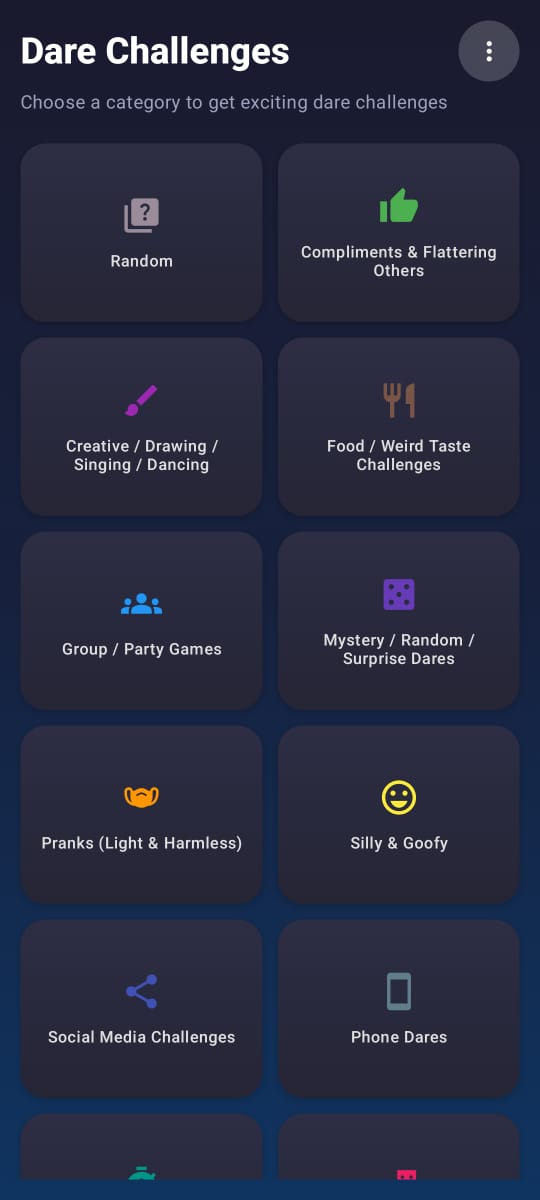 Dare Challenges
Choose a category to get exciting dare challenges
?
Random
Compliments & Flattering
Others
Creative / Drawing /
Singing / Dancing
Food / Weird Taste
Challenges
Group / Party Games
Mystery / Random /
Surprise Dares
Pranks (Light & Harmless)
Silly & Goofy
Social Media Challenges
Phone Dares